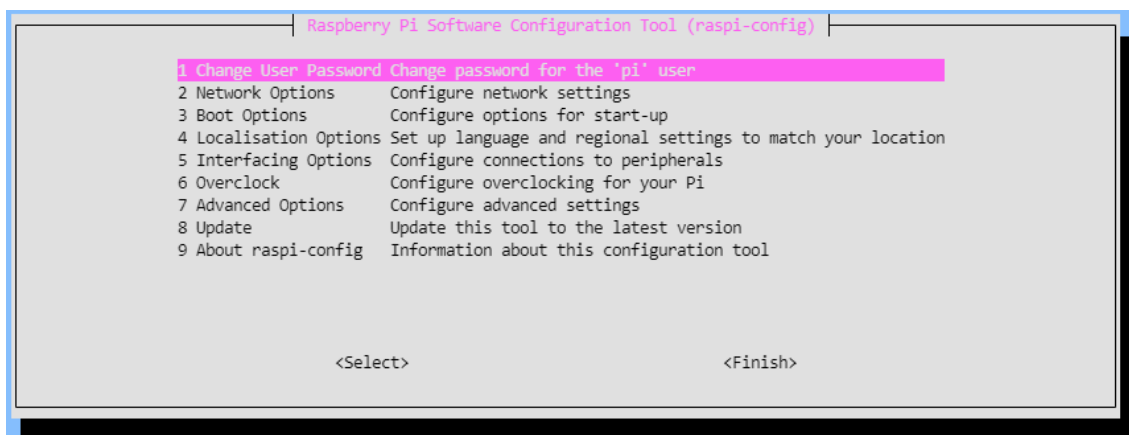 Raspberry Pi Software Configuration Tool (raspi-config)
1 Change User Password Change password for the 'pi' user
2 Network Options Configure network settings
3 Boot Options Configure options for start-up
4 Localisation Options Set up language and regional settings to match your location
5 Interfacing Options Configure connections to peripherals
6 Overclock Configure overclocking for your Pi
7 Advanced Options Configure advanced settings
8 Update Update this tool to the latest version
9 About raspi-config Information about this configuration tool
<Select> <Finish>